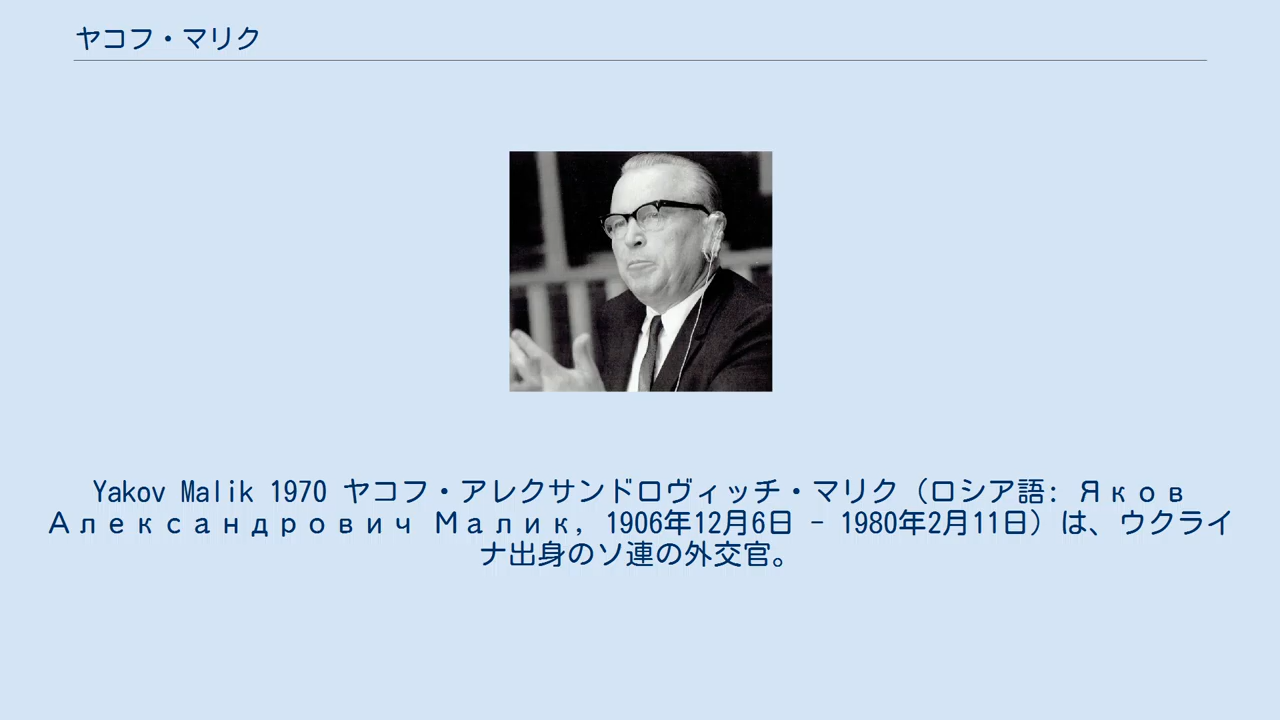 ヤコフ・マリク
Yakov Malik 1970 ヤコフ・アレクサンドロヴィッチ・マリク（ロシア語: Яков
Александрович Малик, 1906年12月6日 - 1980年2月11日）は、ウクライ
ナ出身のソ連の外交官。